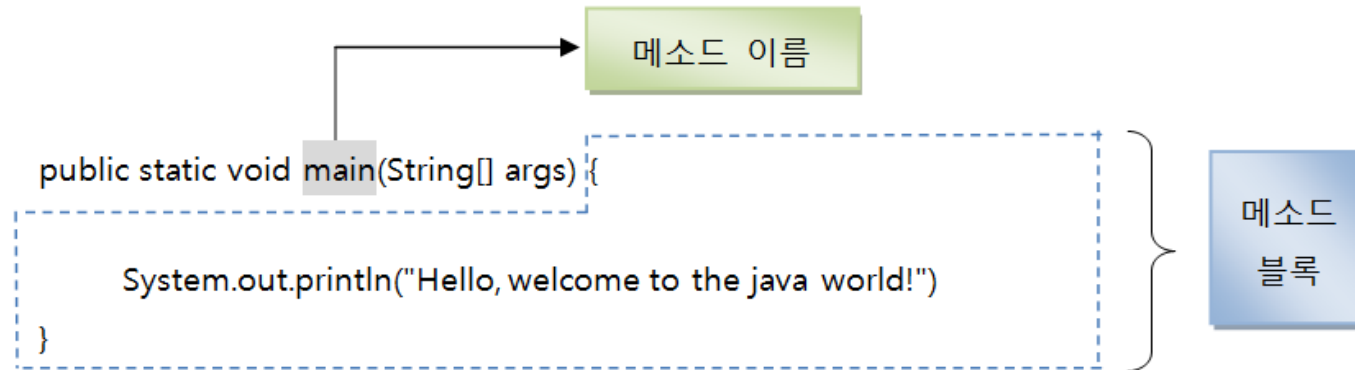 메소드 이름
public static void main(String[] args) {
메소드
블록
System.out.println("Hello, welcome to the java world!")
}